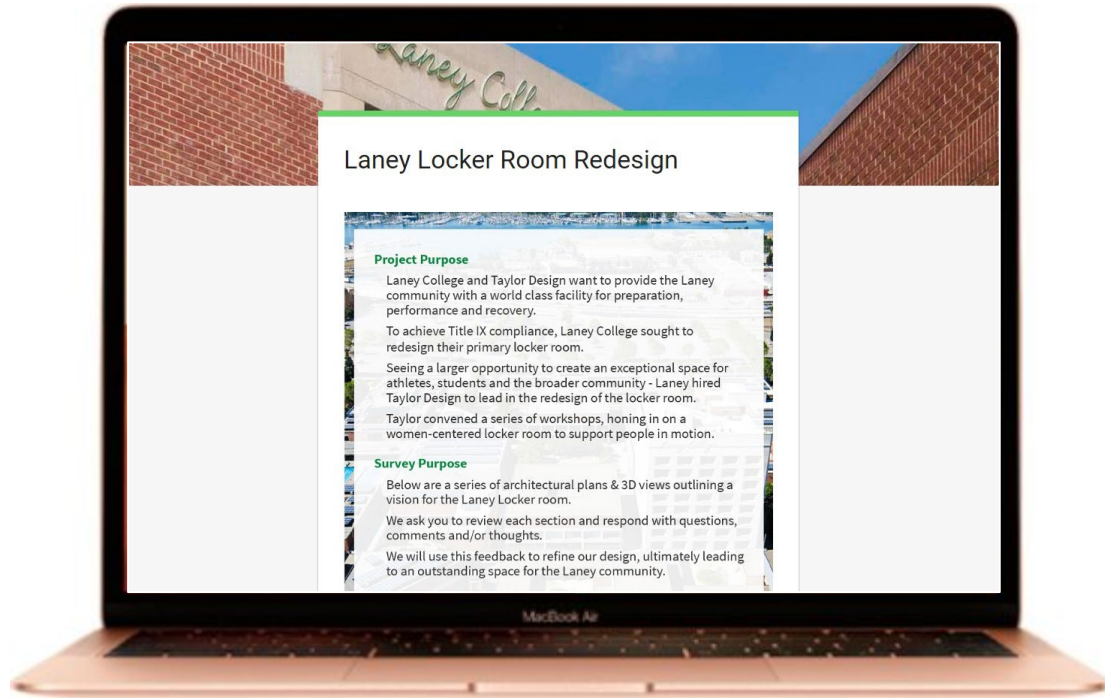 Laney Coll
Laney Locker Room Redesign
Project Purpose
Laney College and Taylor Design want to provide the Laney
community with a world class facility for preparation,
performance and recovery.
To achieve Title IX compliance, Laney College sought to
redesign their primary locker room.
Seeing a larger opportunity to create an exceptional space for
athletes, students and the broader community - Laney hired
Taylor Design to lead in the redesign of the locker room.
Taylor convened a series of workshops, honing in on a
women-centered locker room to support people in motion.
Survey Purpose
Below are a series of architectural plans & 3D views outlining a
vision for the Laney Locker room.
We ask you to review each section and respond with questions,
comments and/or thoughts.
We will use this feedback to refine our design, ultimately leading
to an outstanding space for the Laney community.
MacBook Air